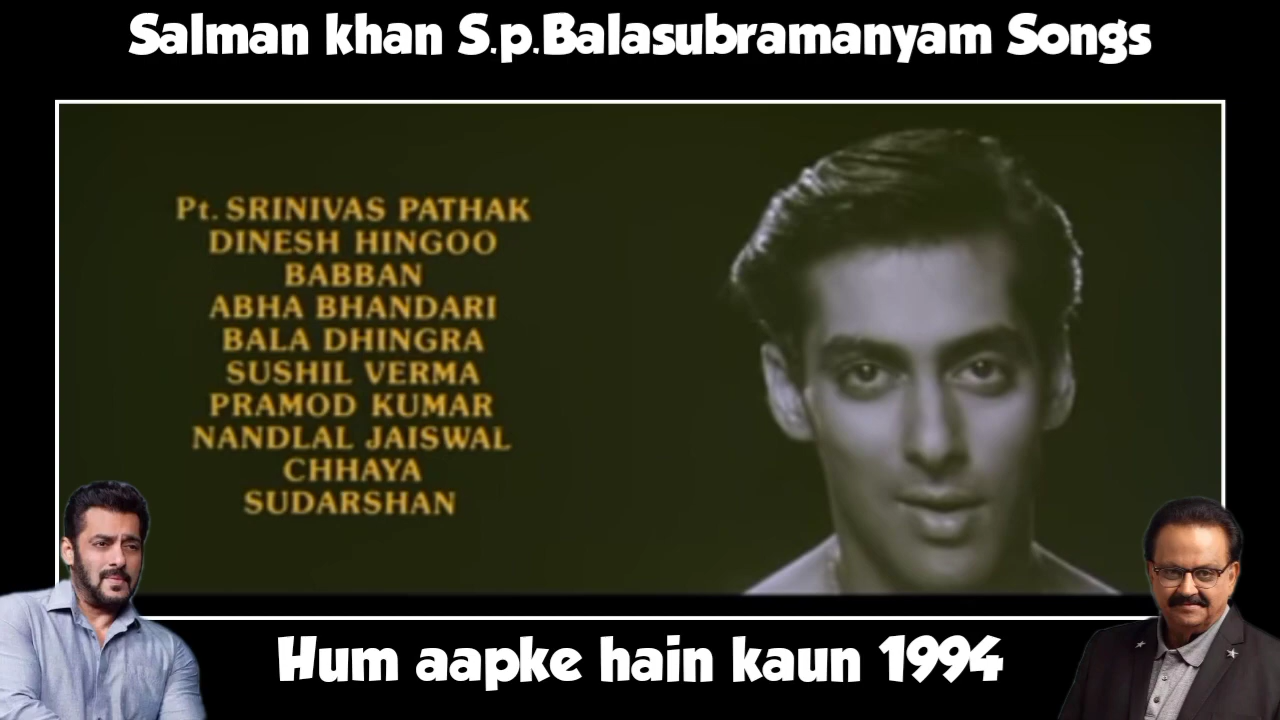 Salman khan S.p.Balasubramanyam Songs
Pt. SRINIVAS PATHAK
DINESH HINGOO
BABBAN
ABHA BHANDARI
BALA DHINGRA
SUSHIL VERMA
PRAMOD KUMAR
NANDLAL JAISWAL
CHHAYA
SUDARSHAN
Hum aapke hain kaun 1994